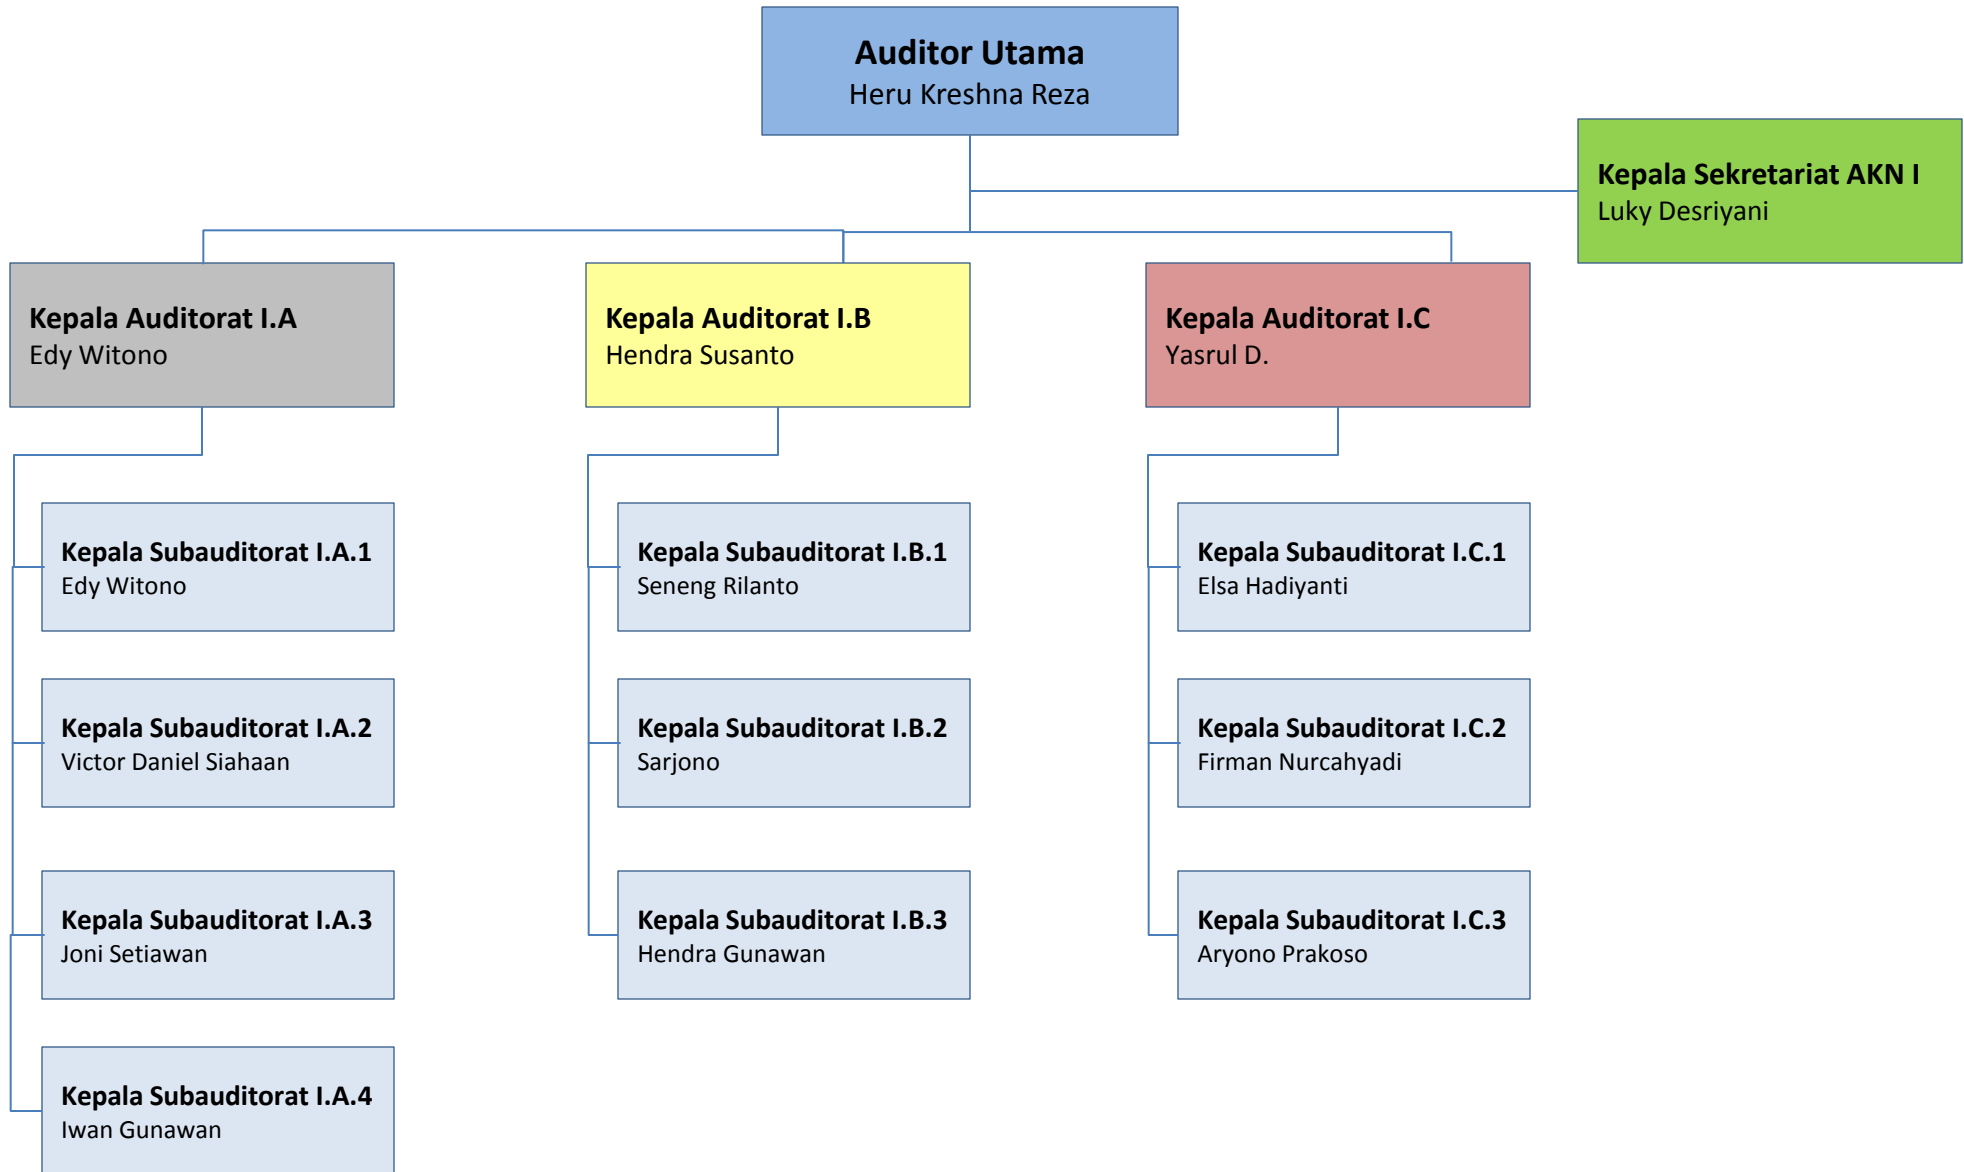 Auditor Utama
Heru Kreshna Reza
Kepala Sekretariat AKN I
Luky Desriyani
Kepala Auditorat I.A
Edy Witono
Kepala Auditorat I.B
Hendra Susanto
Kepala Auditorat I.C
Yasrul D.
Kepala Subauditorat I.A.1
Edy Witono
Kepala Subauditorat I.B.1
Seneng Rilanto
Kepala Subauditorat I.C.1
Elsa Hadiyanti
Kepala Subauditorat I.A.2
Victor Daniel Siahaan
Kepala Subauditorat I.B.2
Sarjono
Kepala Subauditorat I.C.2
Firman Nurcahyadi
Kepala Subauditorat I.A.3
Joni Setiawan
Kepala Subauditorat I.B.3
Hendra Gunawan
Kepala Subauditorat I.C.3
Aryono Prakoso
Kepala Subauditorat I.A.4
Iwan Gunawan